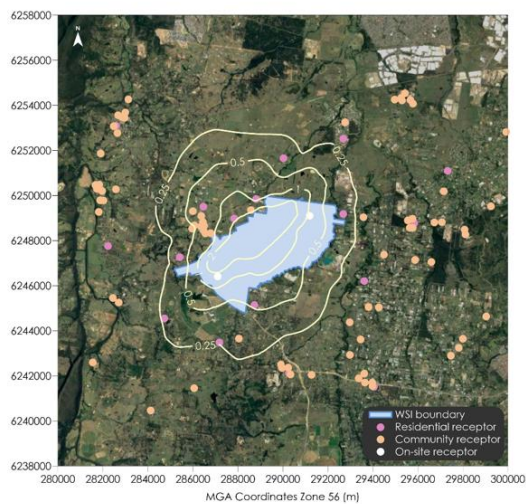 6258000
N
6256000
6254000
6252000
6250000
6248000
6246000
6244000
6242000
6240000
6238000
0.25
0.5
0.25
1
0.5
2
0.5
0.25
WSI boundary
Residential receptor
Community receptor
On-site receptor
280000 282000 284000 286000 288000 290000 292000 294000 296000 298000 300000
MGA Coordinates Zone 56 (m)